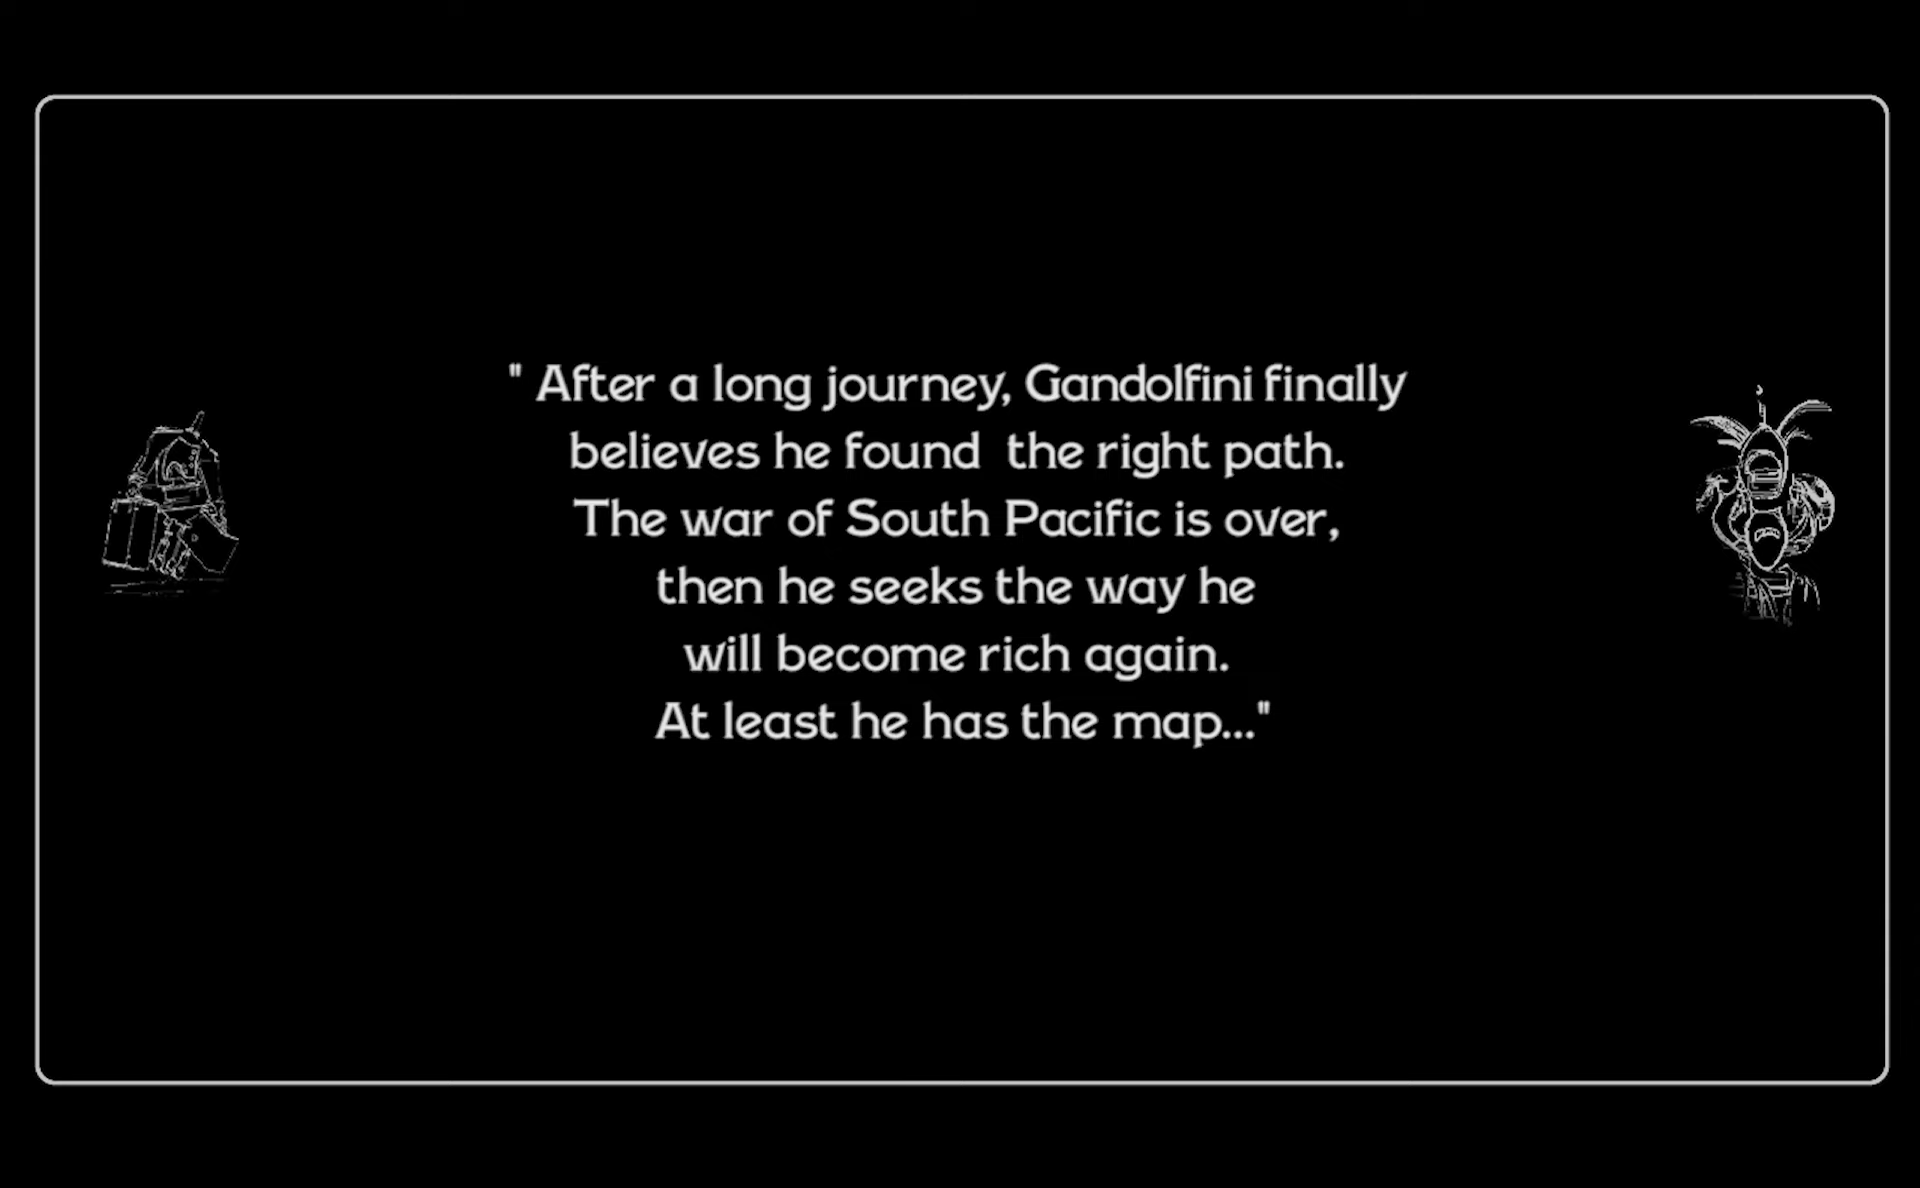 " After a long journey, Gandolfini finally
believes he found  the right path.
The war of South Pacific is over,
then he seeks the way he
will become rich again.
At least he has the map..."